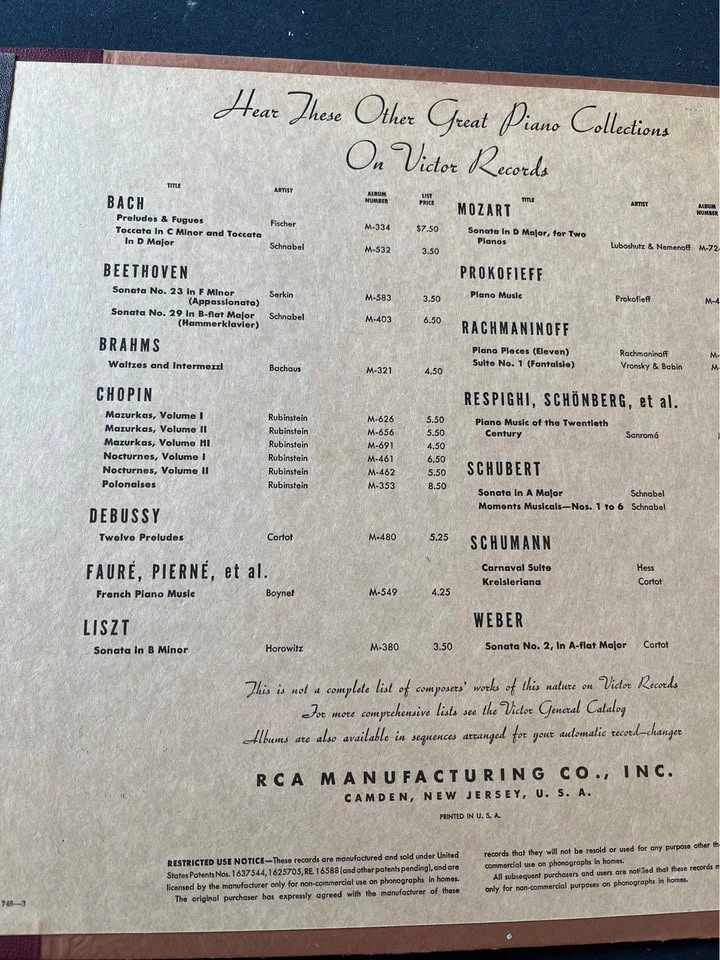 Hear These Other Great Piano Collections
On Victor Records
TITLE ARTIST ALBUM NUMBER LIST PRICE
BACH
Preludes & Fugues Fischer M-334 $7.50
Toccata in C Minor and Toccata
in D Major Schnabel M-532 3.50
BEETHOVEN
Sonata No. 23 in F Minor
(Appassionata) Serkin M-583 3.50
Sonata No. 29 in B-flat Major
(Hammerklavier) Schnabel M-403 6.50
BRAHMS
Waltzes and Intermezzi Bachaus M-321 4.50
CHOPIN
Mazurkas, Volume I Rubinstein M-626 5.50
Mazurkas, Volume II Rubinstein M-656 5.50
Mazurkas, Volume III Rubinstein M-691 4.50
Nocturnes, Volume I Rubinstein M-461 6.50
Nocturnes, Volume II Rubinstein M-462 5.50
Polonaises Rubinstein M-353 8.50
DEBUSSY
Twelve Preludes Cortot M-480 5.25
FAURÉ, PIERNÉ, et al.
French Piano Music Boynet M-549 4.25
LISZT
Sonata in B Minor Horowitz M-380 3.50
TITLE ARTIST ALBUM NUMBER
MOZART
Sonata in D Major, for Two
Pianos Luboshutz & Nemenoff M-72
PROKOFIEFF
Piano Music Prokofieff M-4
RACHMANINOFF
Piano Pieces (Eleven) Rachmaninoff M-
Suite No. 1 (Fantaisie) Vronsky & Babin M-
RESPIGHI, SCHÖNBERG, et al.
Piano Music of the Twentieth
Century Sanromá
SCHUBERT
Sonata in A Major Schnabel
Moments Musicals—Nos. 1 to 6 Schnabel
SCHUMANN
Carnaval Suite Hess
Kreisleriana Cortot
WEBER
Sonata No. 2, in A-flat Major Cortot
This is not a complete list of composers' works of this nature on Victor Records
For more comprehensive lists see the Victor General Catalog
Albums are also available in sequences arranged for your automatic record-changer
RCA MANUFACTURING CO., INC.
CAMDEN, NEW JERSEY, U. S. A.
PRINTED IN U. S. A.
RESTRICTED USE NOTICE—These records are manufactured and sold under United
States Patents Nos. 1637544, 1625705, RE. 16588 (and other patents pending), and are
licensed by the manufacturer only for non-commercial use on phonographs in homes.
The original purchaser has expressly agreed with the manufacturer of these
records that they will not be resold or used for any purpose other th
commercial use on phonographs in homes.
All subsequent purchasers and users are notified that these records
only for non-commercial purposes on phonographs in homes.
748—3